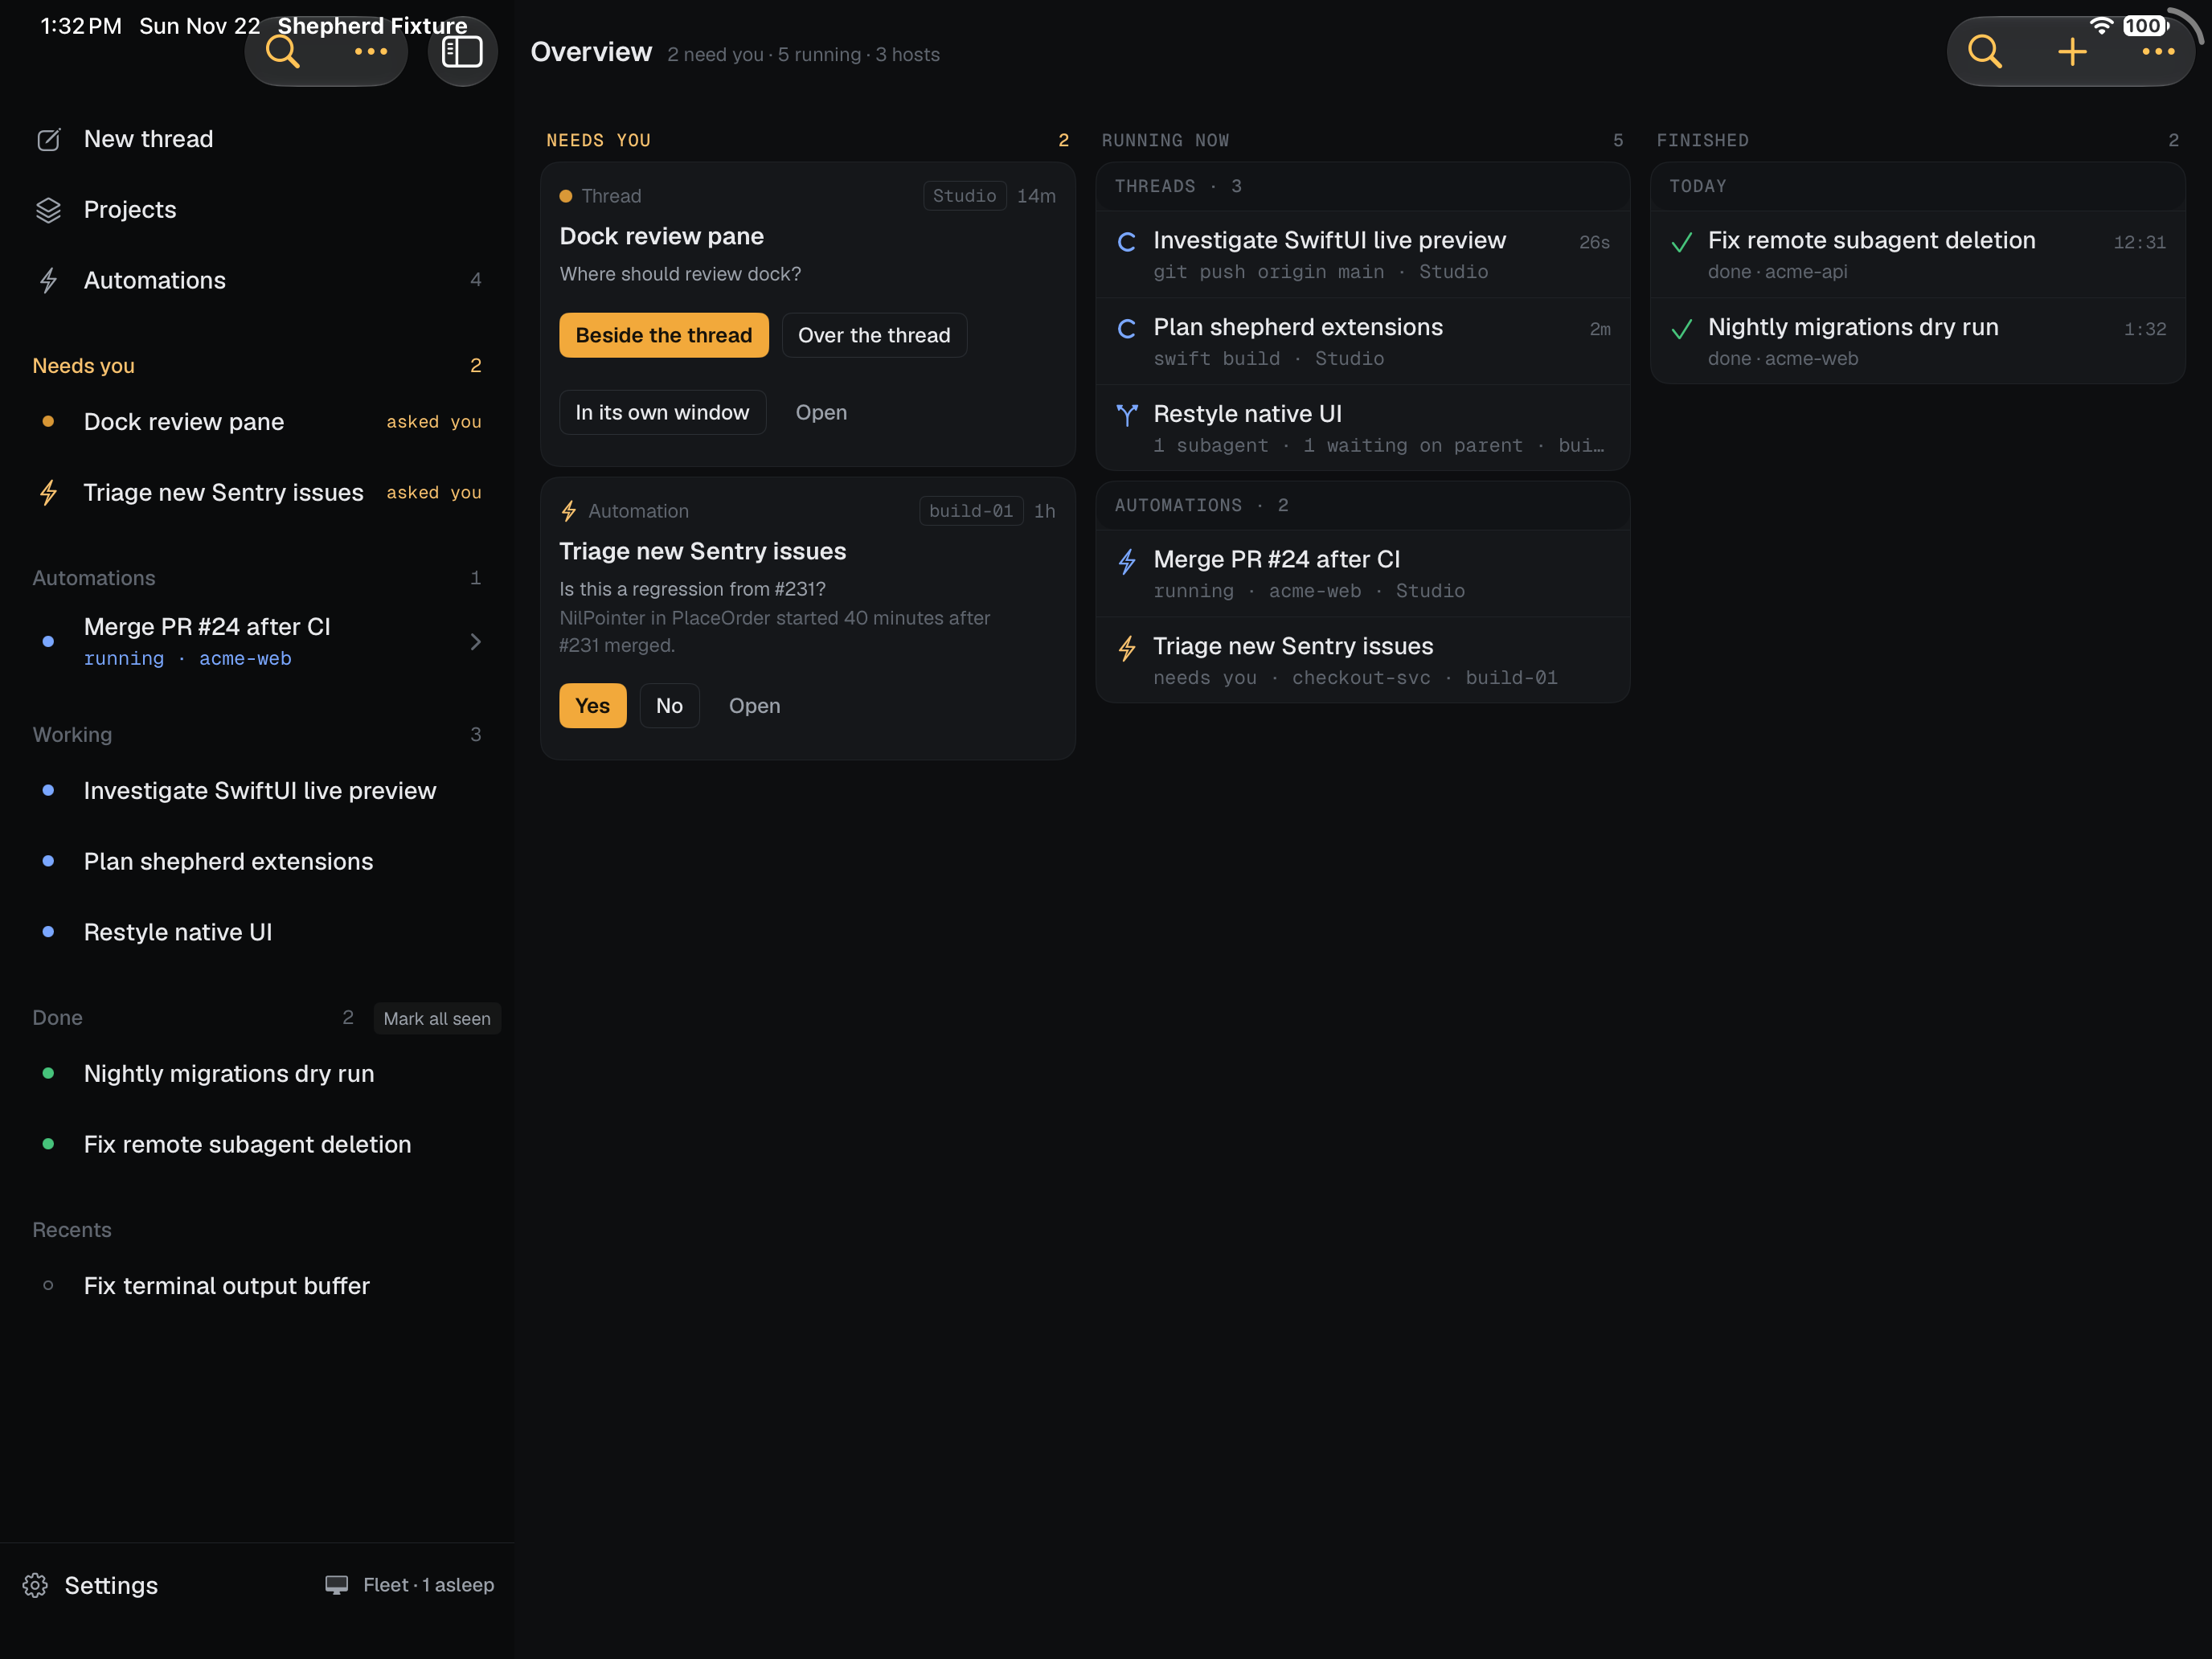 1:32 PM Sun Nov 22 Shepherd Fixture
100
New thread
Projects
Automations 4
Needs you 2
Dock review pane asked you
Triage new Sentry issues asked you
Automations 1
Merge PR #24 after CI
running · acme-web
Working 3
Investigate SwiftUI live preview
Plan shepherd extensions
Restyle native UI
Done 2 Mark all seen
Nightly migrations dry run
Fix remote subagent deletion
Recents
Fix terminal output buffer
Settings Fleet · 1 asleep
Overview 2 need you · 5 running · 3 hosts
NEEDS YOU 2
Thread Studio 14m
Dock review pane
Where should review dock?
Beside the thread Over the thread
In its own window Open
Automation build-01 1h
Triage new Sentry issues
Is this a regression from #231?
NilPointer in PlaceOrder started 40 minutes after
#231 merged.
Yes No Open
RUNNING NOW 5
THREADS · 3
Investigate SwiftUI live preview 26s
git push origin main · Studio
Plan shepherd extensions 2m
swift build · Studio
Restyle native UI
1 subagent · 1 waiting on parent · bui…
AUTOMATIONS · 2
Merge PR #24 after CI
running · acme-web · Studio
Triage new Sentry issues
needs you · checkout-svc · build-01
FINISHED 2
TODAY
Fix remote subagent deletion 12:31
done · acme-api
Nightly migrations dry run 1:32
done · acme-web